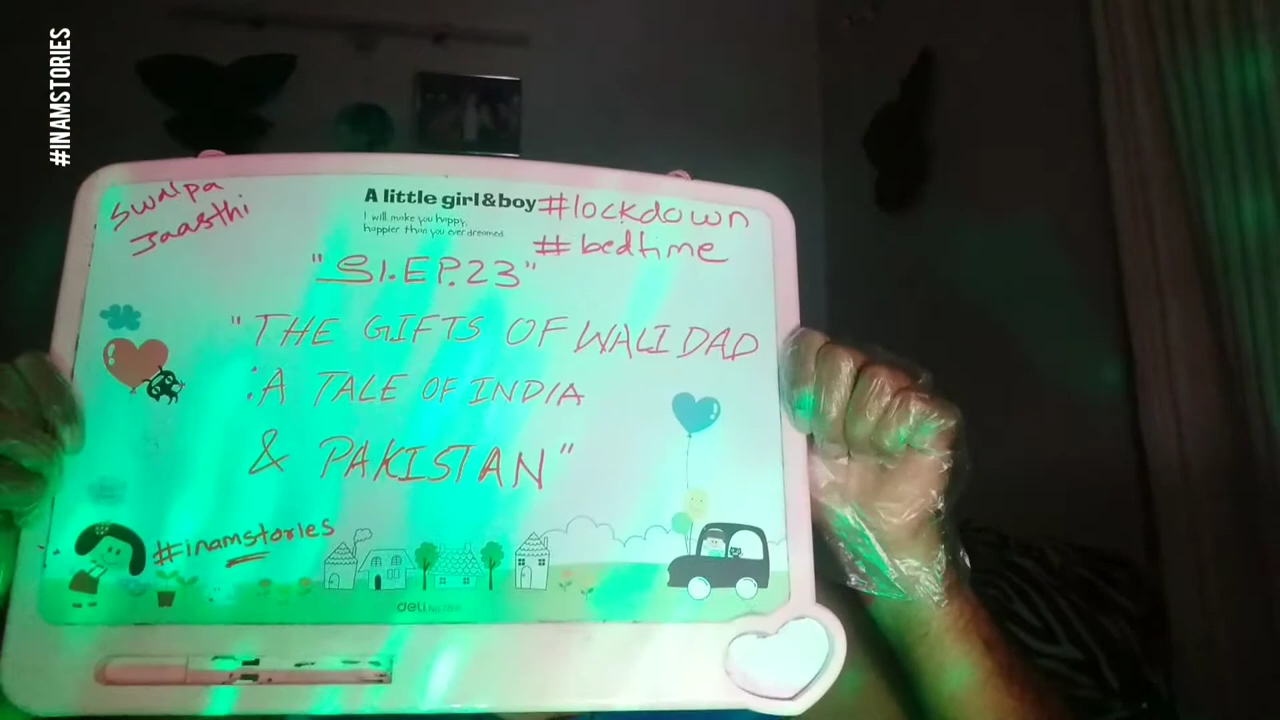 #INAMSTORIES
Swalpa
Jaasthi
A little girl & boy
I will make you happy,
happier than you ever dreamed
#lockdown
#bedtime
"S1.EP.23"
"THE GIFTS OF WALI DAD
:A TALE OF INDIA
& PAKISTAN"
#inamstories
deli